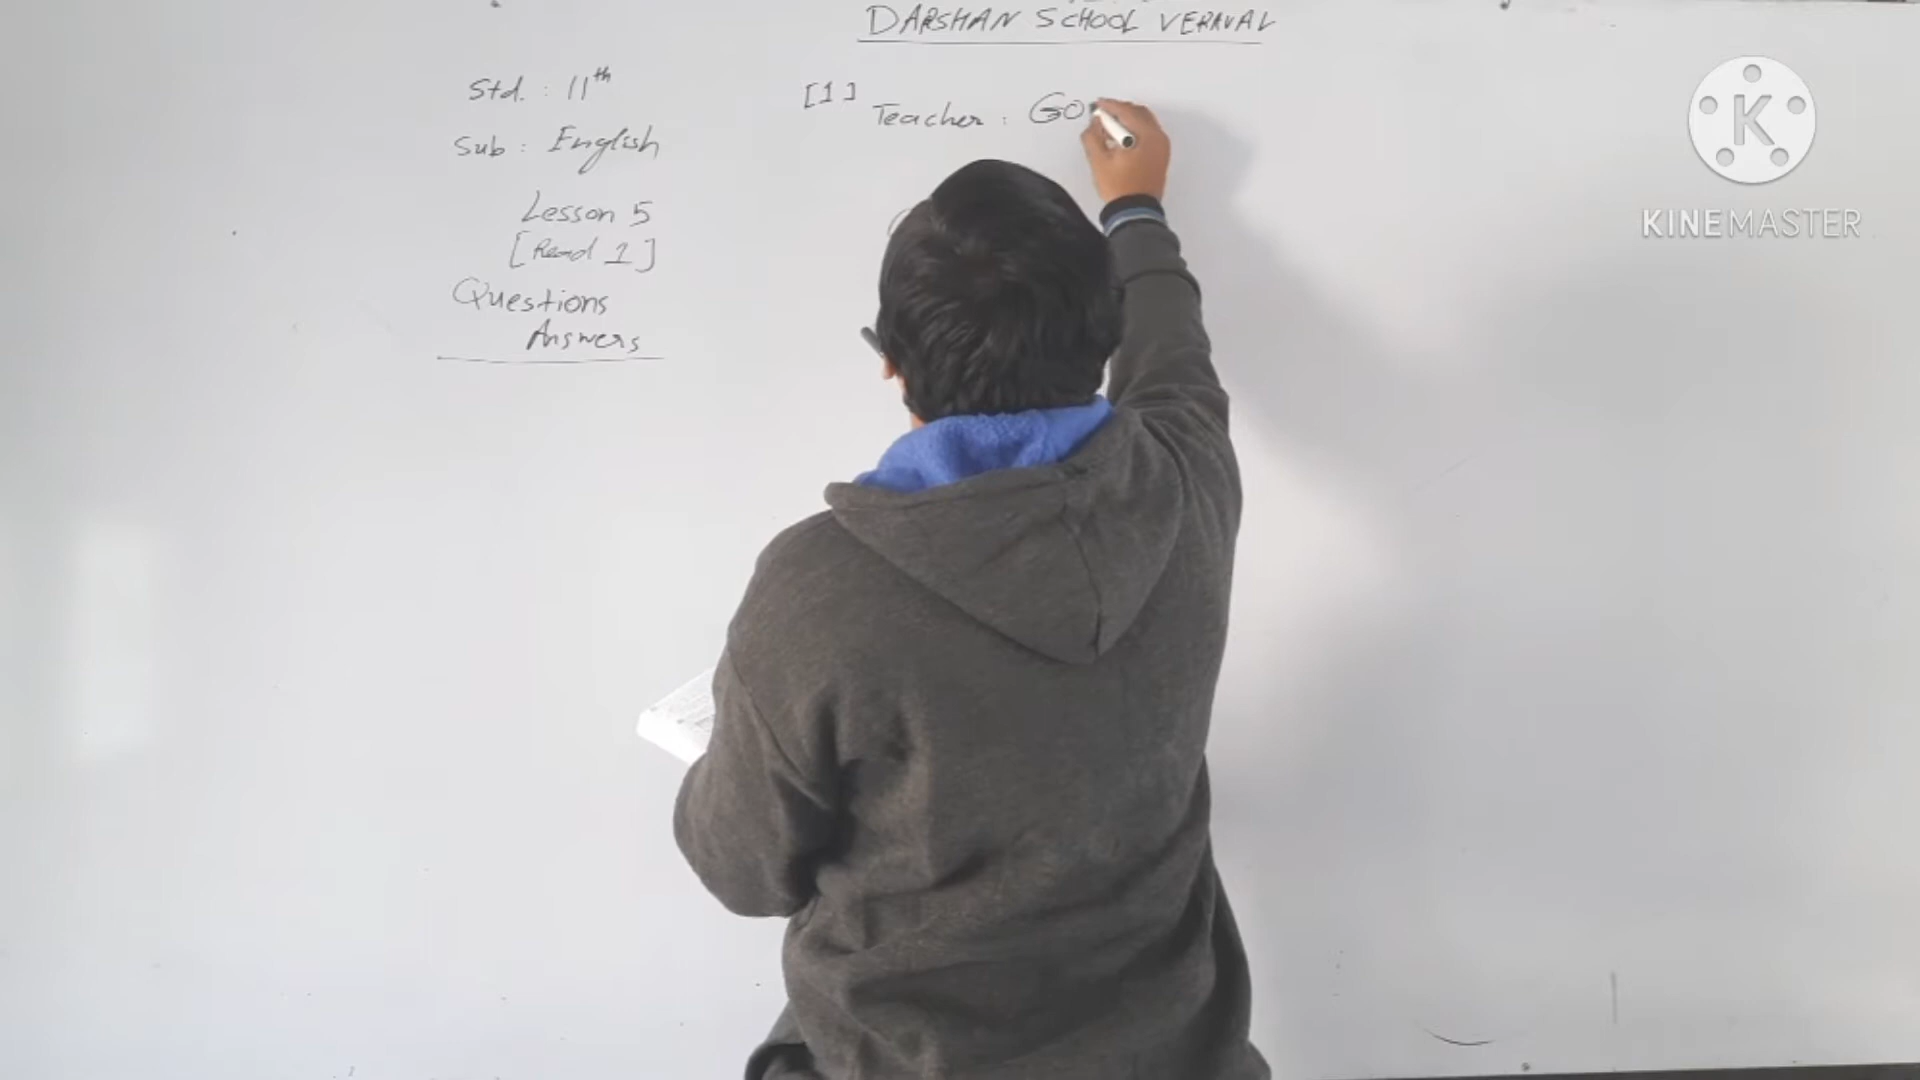 DARSHAN SCHOOL VERAVAL
Std. : 11th
Sub : English
Lesson 5
[Read 1]
Questions
Answers
[1] Teacher : Go
K
KINEMASTER